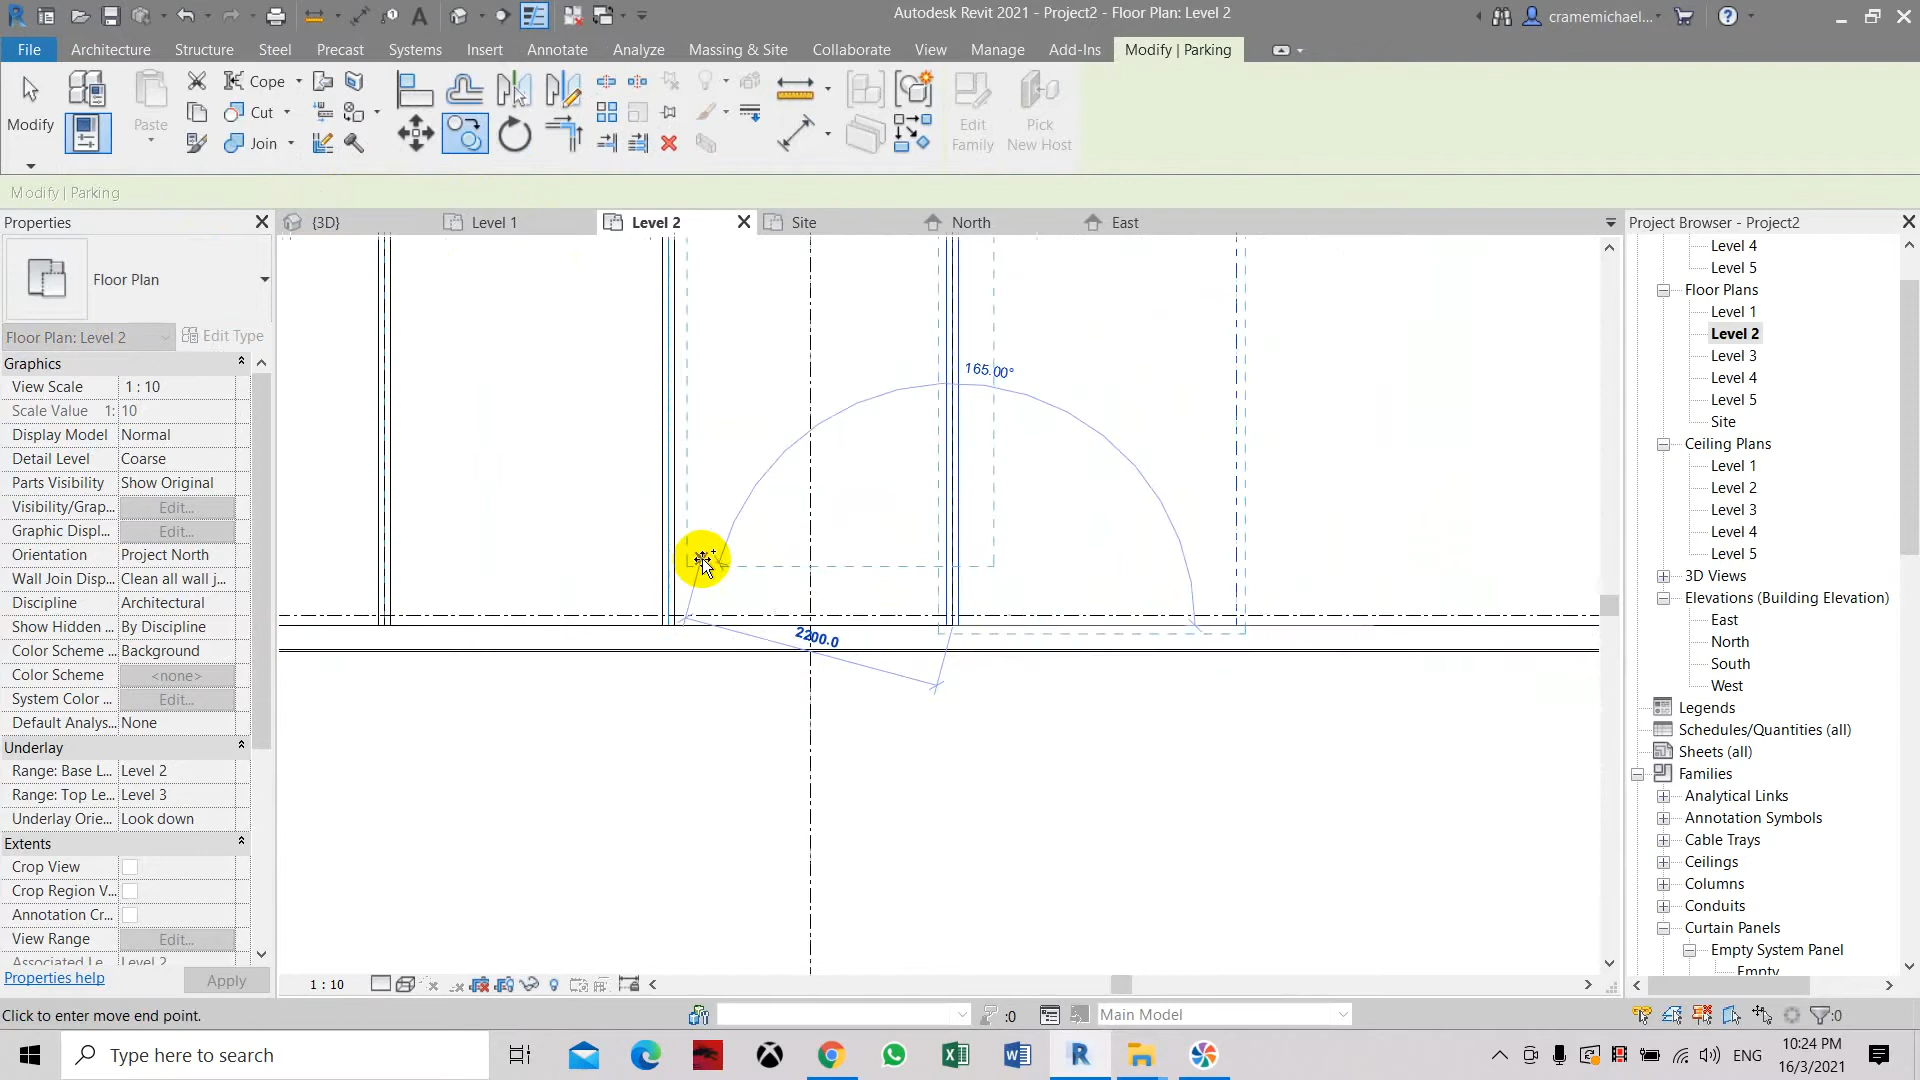 Autodesk Revit 2021 - Project2 - Floor Plan: Level 2
cramemichael...
File Architecture Structure Steel Precast Systems Insert Annotate Analyze Massing & Site Collaborate View Manage Add-Ins Modify | Parking
Modify
Paste
Cope
Cut
Join
Edit Family
Pick New Host
Modify | Parking
Properties
{3D} Level 1 Level 2 Site North East
Project Browser - Project2
Floor Plan
Floor Plan: Level 2 Edit Type
Graphics
View Scale 1 : 10
Scale Value 1: 10
Display Model Normal
Detail Level Coarse
Parts Visibility Show Original
Visibility/Grap... Edit...
Graphic Displ... Edit...
Orientation Project North
Wall Join Disp... Clean all wall j...
Discipline Architectural
Show Hidden ... By Discipline
Color Scheme ... Background
Color Scheme <none>
System Color ... Edit...
Default Analys... None
Underlay
Range: Base L... Level 2
Range: Top Le... Level 3
Underlay Orie... Look down
Extents
Crop View
Crop Region V...
Annotation Cr...
View Range Edit...
Associated Le... Level 2
Properties help Apply
165.00°
2200.0
Level 4
Level 5
Floor Plans
Level 1
Level 2
Level 3
Level 4
Level 5
Site
Ceiling Plans
Level 1
Level 2
Level 3
Level 4
Level 5
3D Views
Elevations (Building Elevation)
East
North
South
West
Legends
Schedules/Quantities (all)
Sheets (all)
Families
Analytical Links
Annotation Symbols
Cable Trays
Ceilings
Columns
Conduits
Curtain Panels
Empty System Panel
Empty
1 : 10
Click to enter move end point.
:0
Main Model
:0
Type here to search
ENG
10:24 PM
16/3/2021